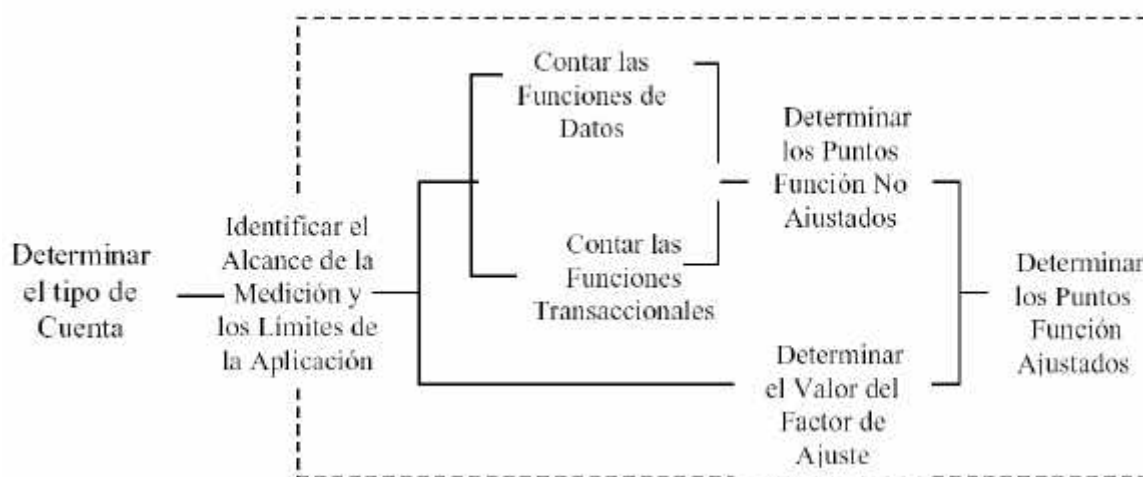 Determinar
el tipo de
Cuenta
Identificar el
Alcance de la
Medición y
los Límites de
la Aplicación
Contar las
Funciones de
Datos
Contar las
Funciones
Transaccionales
Determinar
los Puntos
Función No
Aiustados
Determinar
el Valor del
Factor de
Ajuste
Determinar
los Puntos
Función
Ajustados